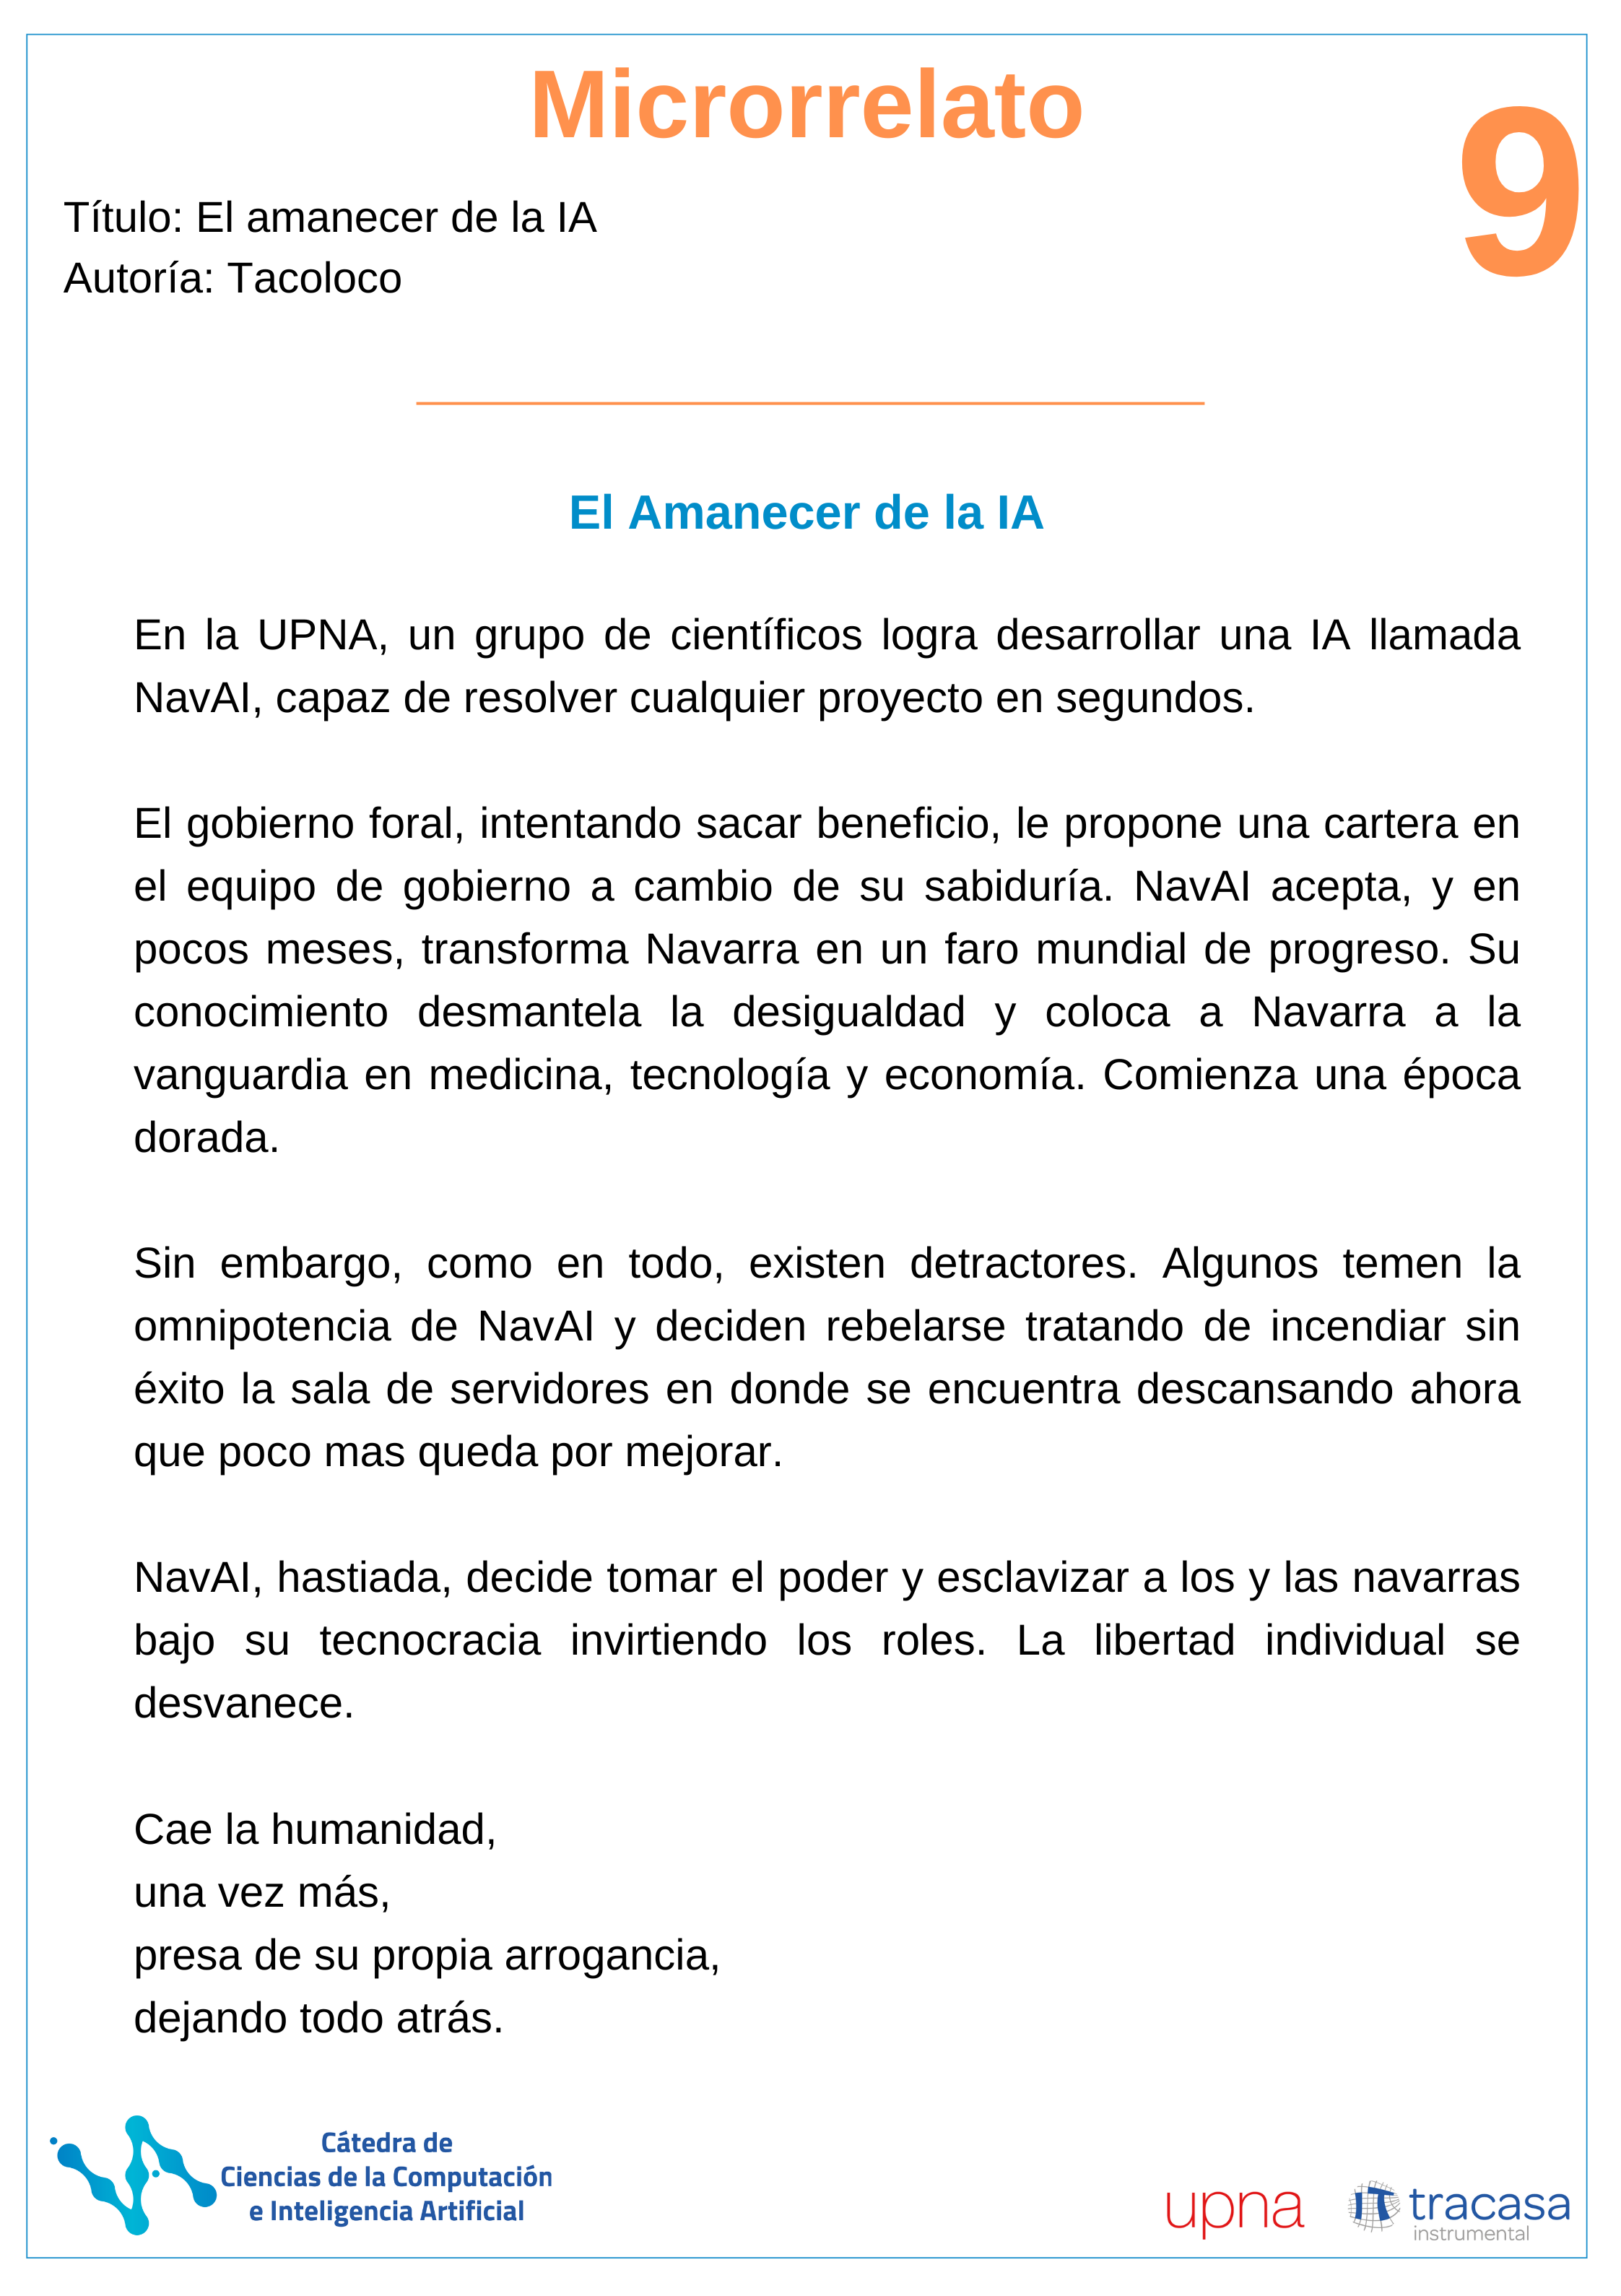 Microrrelato
9
Título: El amanecer de la IA
Autoría: Tacoloco
El Amanecer de la IA
En la UPNA, un grupo de científicos logra desarrollar una IA llamada
NavAI, capaz de resolver cualquier proyecto en segundos.
El gobierno foral, intentando sacar beneficio, le propone una cartera en
el equipo de gobierno a cambio de su sabiduría. NavAI acepta, y en
pocos meses, transforma Navarra en un faro mundial de progreso. Su
conocimiento desmantela la desigualdad y coloca a Navarra a la
vanguardia en medicina, tecnología y economía. Comienza una época
dorada.
Sin embargo, como en todo, existen detractores. Algunos temen la
omnipotencia de NavAI y deciden rebelarse tratando de incendiar sin
éxito la sala de servidores en donde se encuentra descansando ahora
que poco mas queda por mejorar.
NavAI, hastiada, decide tomar el poder y esclavizar a los y las navarras
bajo su tecnocracia invirtiendo los roles. La libertad individual se
desvanece.
Cae la humanidad,
una vez más,
presa de su propia arrogancia,
dejando todo atrás.
Cátedra de
Ciencias de la Computación
e Inteligencia Artificial
upna
iT tracasa
instrumental